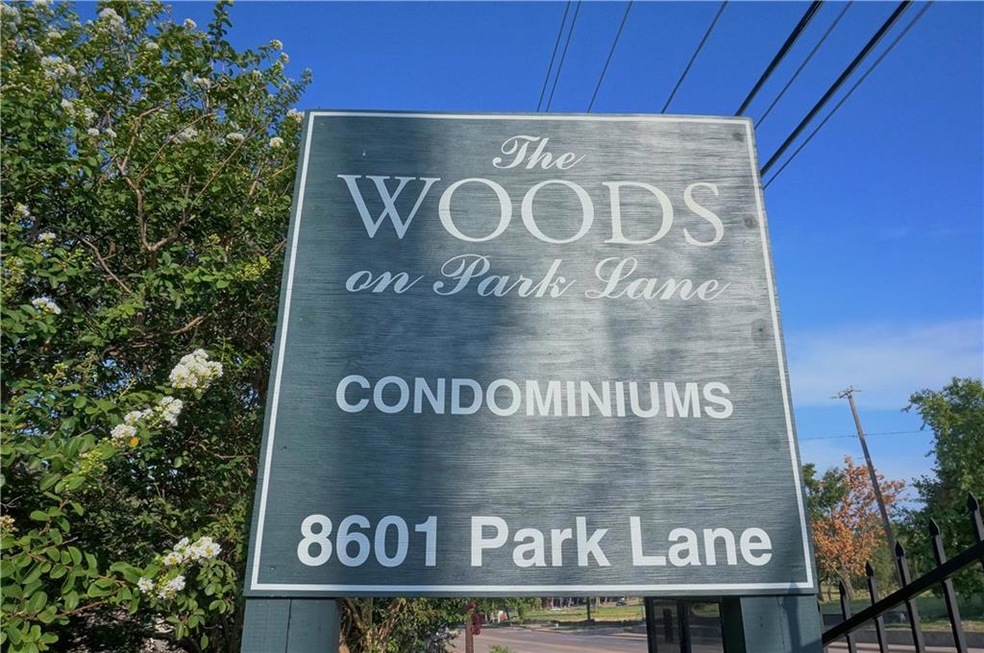 The
WOODS
on Park Lane
CONDOMINIUMS
8601 Park Lane